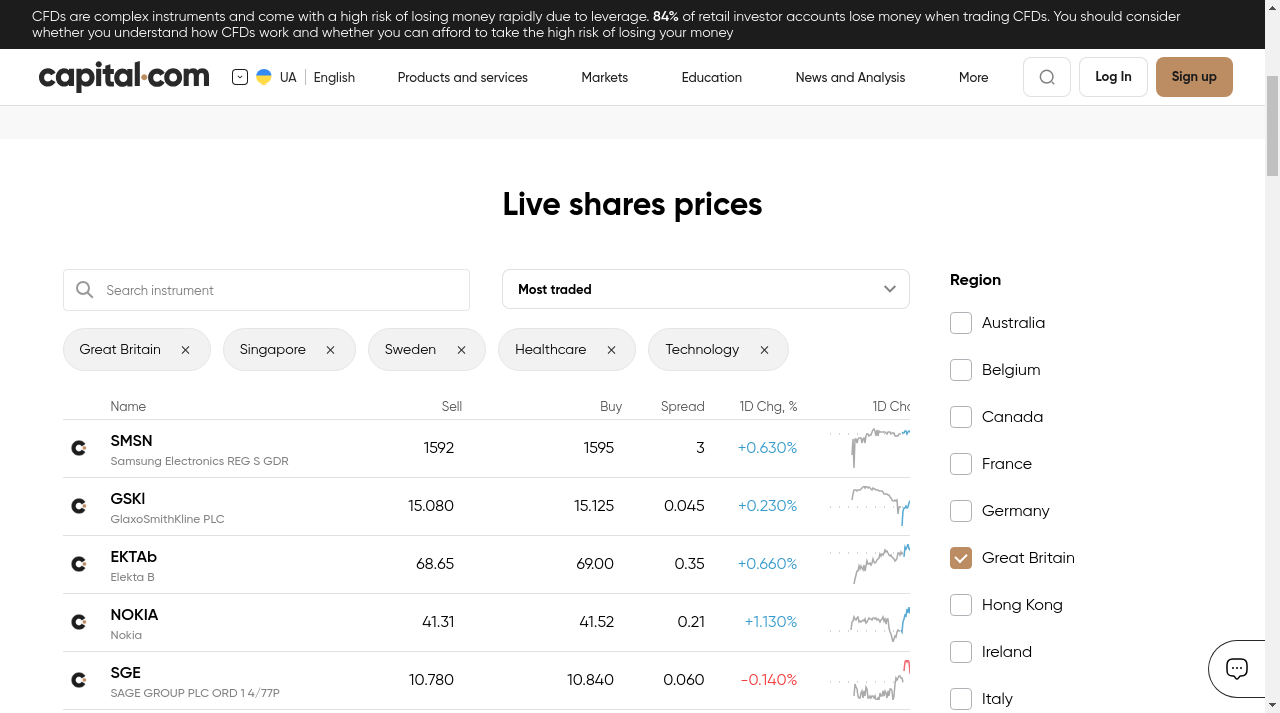 CFDs are complex instruments and come with a high risk of losing money rapidly due to leverage. 84% of retail investor accounts lose money when trading CFDs. You should consider
whether you understand how CFDs work and whether you can afford to take the high risk of losing your money
capital.com UA English Products and services Markets Education News and Analysis More Log In Sign up
Live shares prices
Search instrument Most traded Region
Australia
Great Britain Singapore Sweden Healthcare Technology
Belgium
Name Sell Buy Spread 1D Chg, % 1D Chg
Canada
SMSN 1592 1595 3 +0.630%
Samsung Electronics REG S GDR
France
GSKl 15.080 15.125 0.045 +0.230%
GlaxoSmithKline PLC
Germany
EKTAb 68.65 69.00 0.35 +0.660%
Elekta B
Great Britain
NOKIA 41.31 41.52 0.21 +1.130%
Nokia
Hong Kong
Ireland
SGE 10.780 10.840 0.060 -0.140%
SAGE GROUP PLC ORD 1 4/77P
Italy